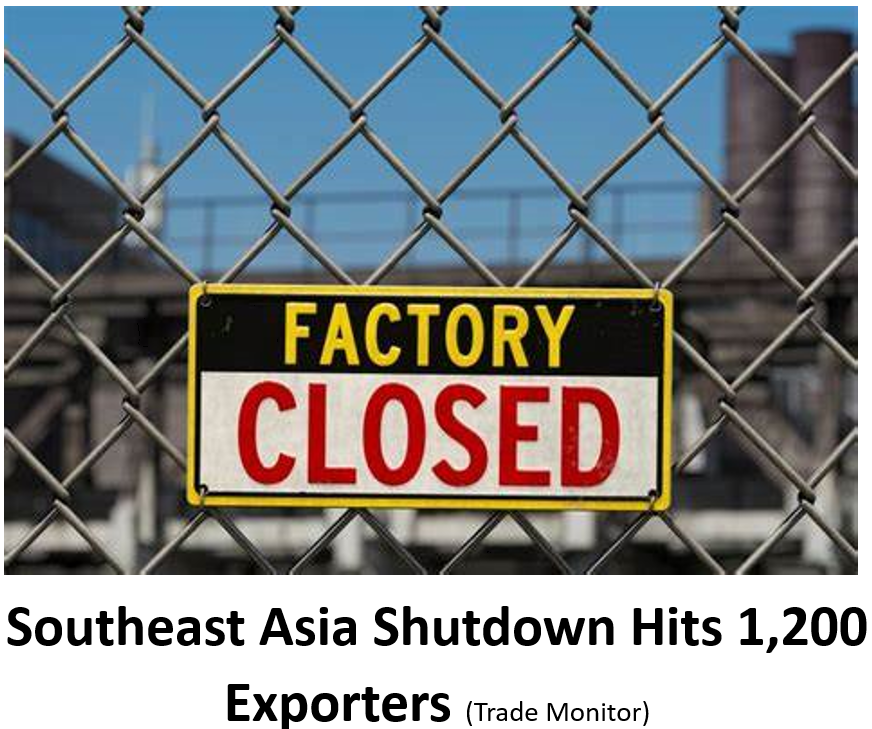 FACTORY
CLOSED
Southeast Asia Shutdown Hits 1,200
Exporters (Trade Monitor)